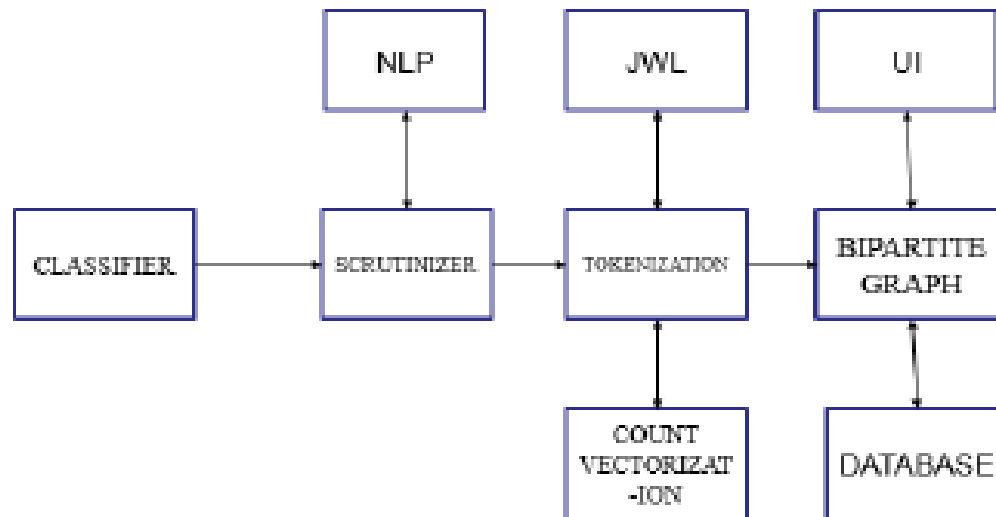 NLP
JWL
UI
CLASSIFIER
SCRUTINIZER
TOKENIZATION
BIPARTITE
GRAPH
COUNT
VECTORIZAT
-ION
DATABASE